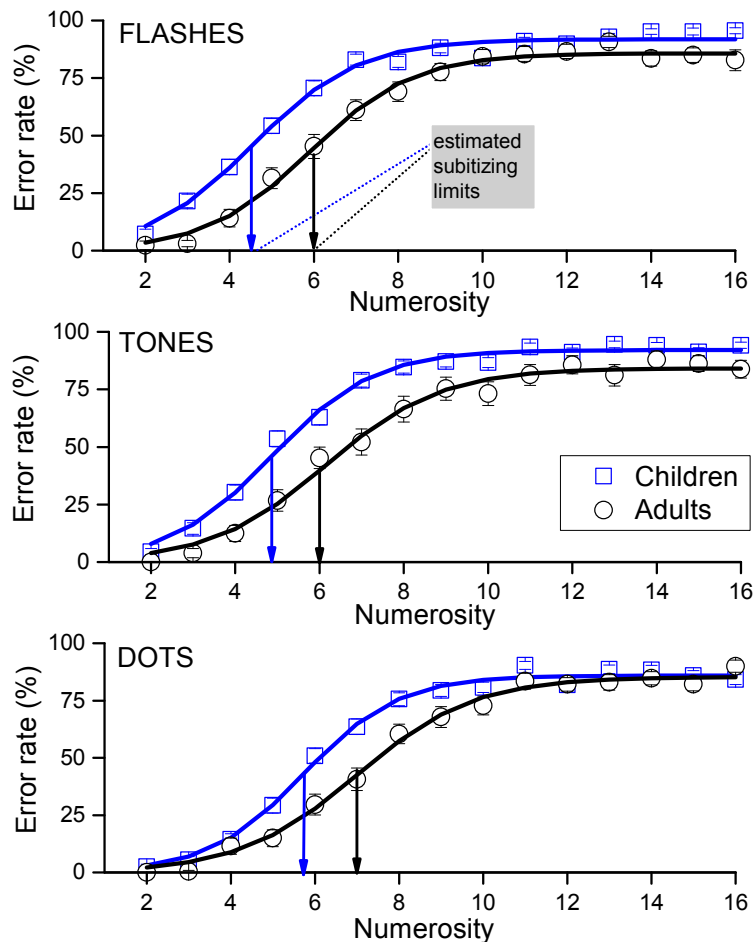 FLASHES
100
75
50
25
0
Error rate (%)
estimated
subitizing
limits
2 4 6 8 10 12 14 16
Numerosity
TONES
100
75
50
25
0
Error rate (%)
Children
Adults
2 4 6 8 10 12 14 16
Numerosity
DOTS
100
75
50
25
0
Error rate (%)
2 4 6 8 10 12 14 16
Numerosity